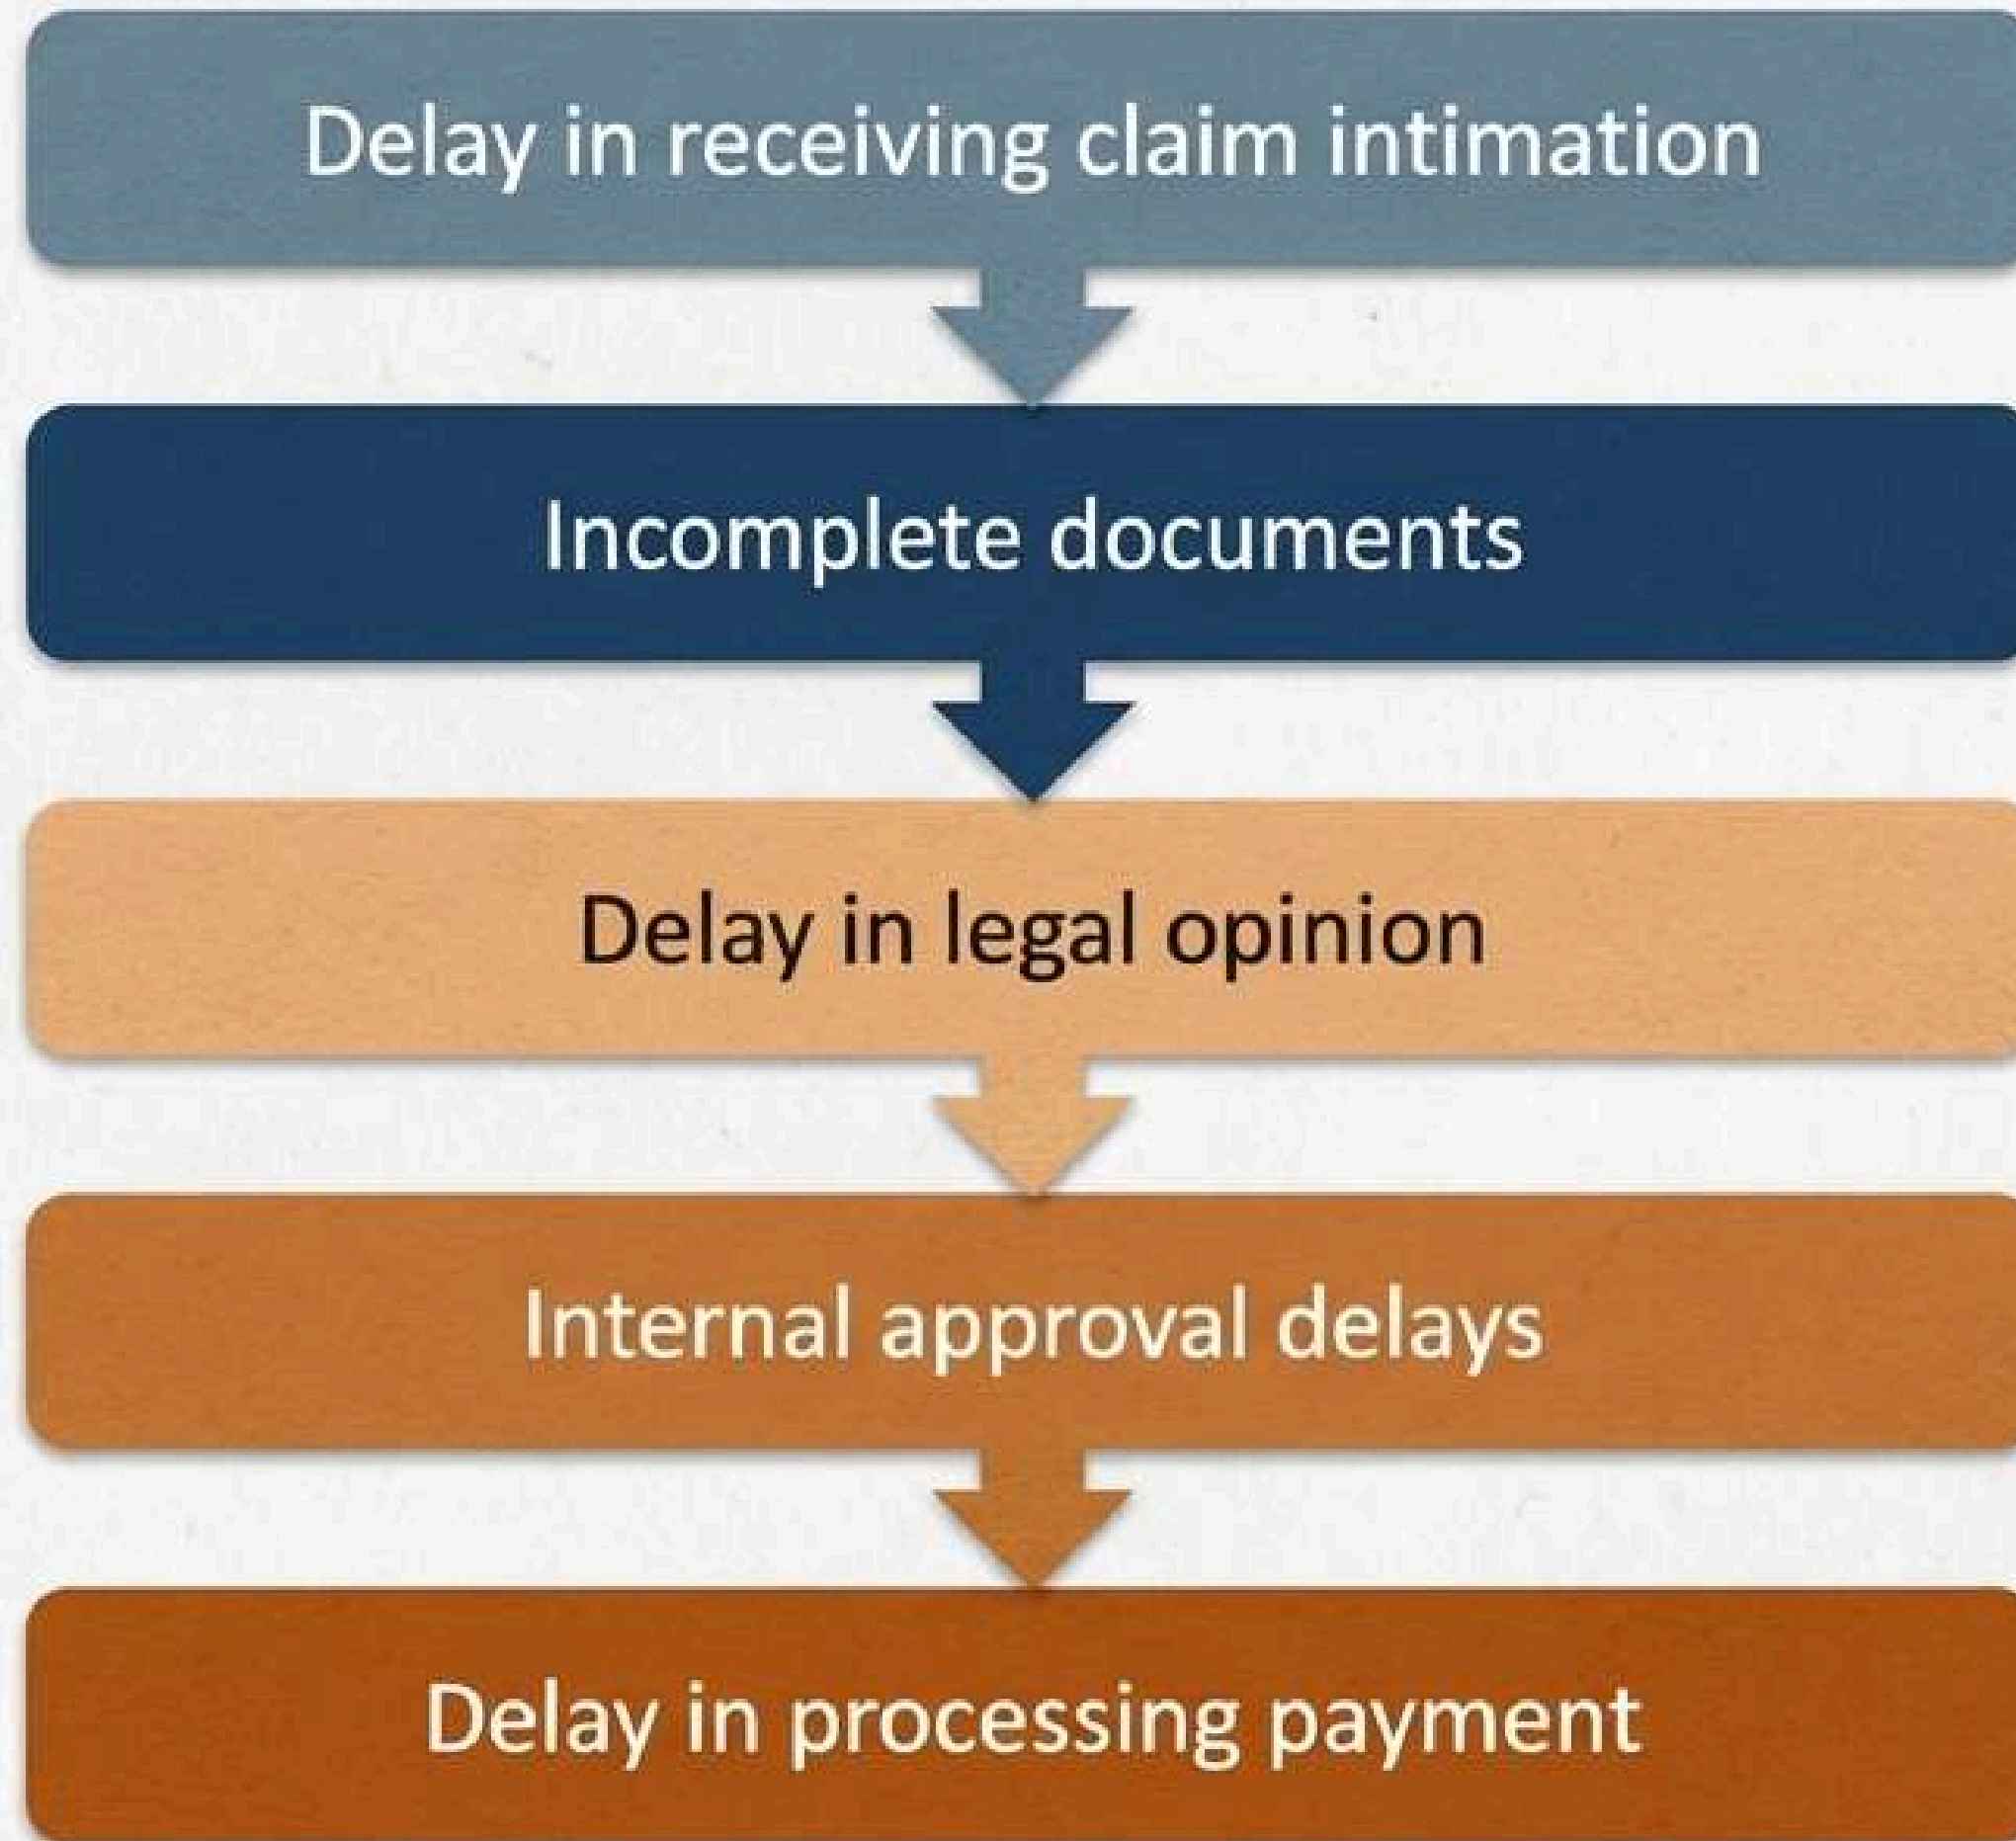 Delay in receiving claim intimation
Incomplete documents
Delay in legal opinion
Internal approval delays
Delay in processing payment